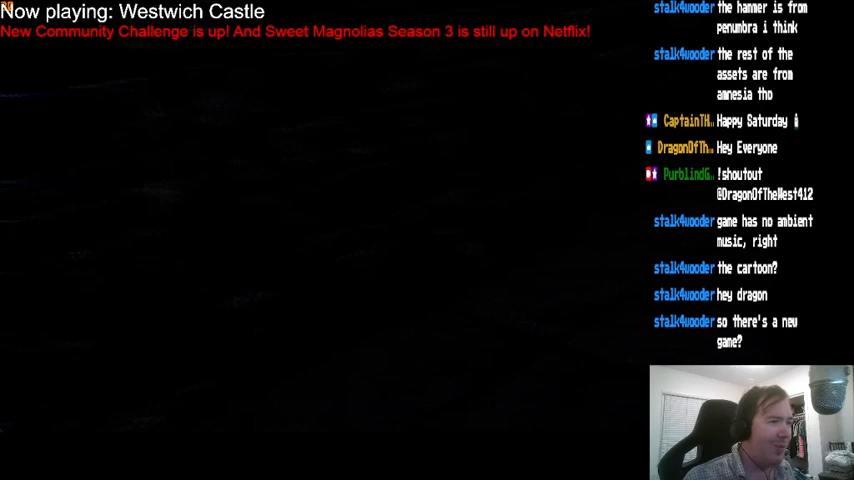 Now playing: Westwich Castle
New Community Challenge is up! And Sweet Magnolias Season 3 is still up on Netflix!
stalk4wooder the hammer is from
penumbra i think
stalk4wooder the rest of the
assets are from
amnesia tho
CaptainTH... Happy Saturday
DragonOfTh... Hey Everyone
PurblindG... !shoutout
@DragonOfTheWest412
stalk4wooder game has no ambient
music, right
stalk4wooder the cartoon?
stalk4wooder hey dragon
stalk4wooder so there's a new
game?